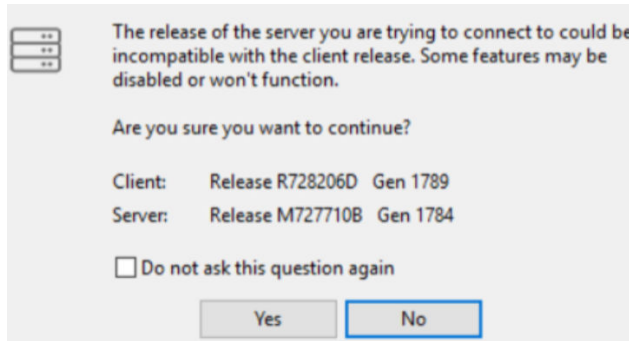 The release of the server you are trying to connect to could be
incompatible with the client release. Some features may be
disabled or won't function.
Are you sure you want to continue?
Client: Release R728206D Gen 1789
Server: Release M727710B Gen 1784
Do not ask this question again
Yes No